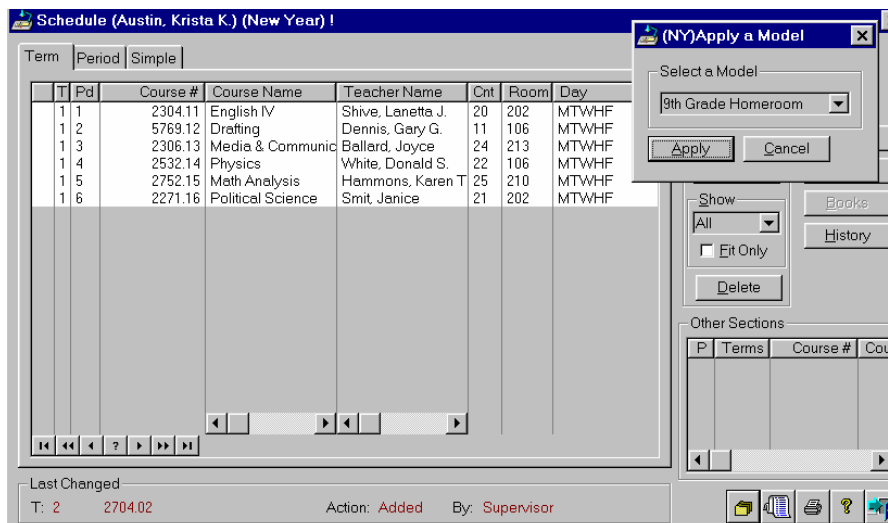 Schedule (Austin, Krista K.) (New Year) !
(NY)Apply a Model
Term Period Simple
Select a Model
9th Grade Homeroom
Apply Cancel
T Pd Course # Course Name Teacher Name Cnt Room Day
1 1 2304.11 English IV Shive, Lanetta J. 20 202 MTWHF
1 2 5769.12 Drafting Dennis, Gary G. 11 106 MTWHF
1 3 2306.13 Media & Communic Ballard, Joyce 24 213 MTWHF
1 4 2532.14 Physics White, Donald S. 22 106 MTWHF
1 5 2752.15 Math Analysis Hammons, Karen T 25 210 MTWHF
1 6 2271.16 Political Science Smit, Janice 21 202 MTWHF
Show
All
Fit Only
Delete
Books
History
Other Sections
P Terms Course # Cou
?
Last Changed
T: 2 2704.02 Action: Added By: Supervisor
?